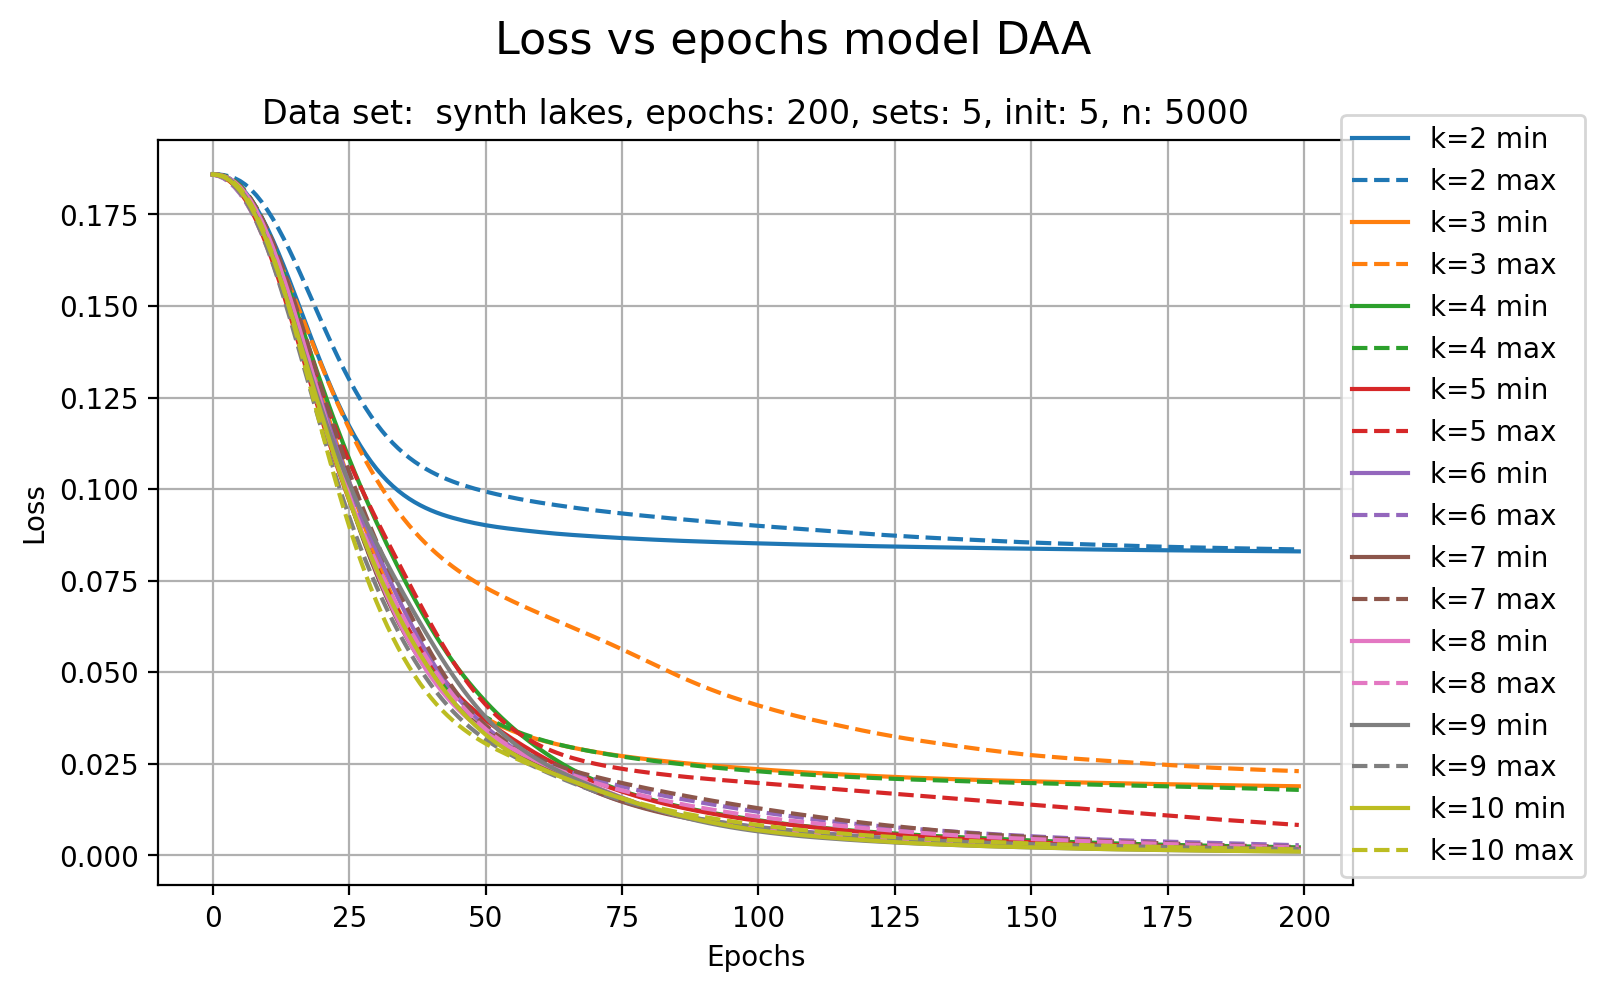 Loss vs epochs model DAA
Data set:  synth lakes, epochs: 200, sets: 5, init: 5, n: 5000
k=2 min
k=2 max
k=3 min
k=3 max
k=4 min
k=4 max
k=5 min
k=5 max
k=6 min
k=6 max
k=7 min
k=7 max
k=8 min
k=8 max
k=9 min
k=9 max
k=10 min
k=10 max
Loss
0.175
0.150
0.125
0.100
0.075
0.050
0.025
0.000
0 25 50 75 100 125 150 175 200
Epochs